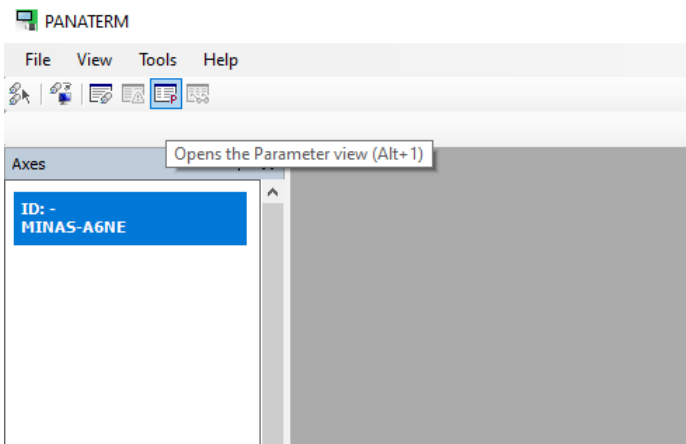 PANATERM
File View Tools Help
Opens the Parameter view (Alt+1)
Axes
ID: -
MINAS-A6NE